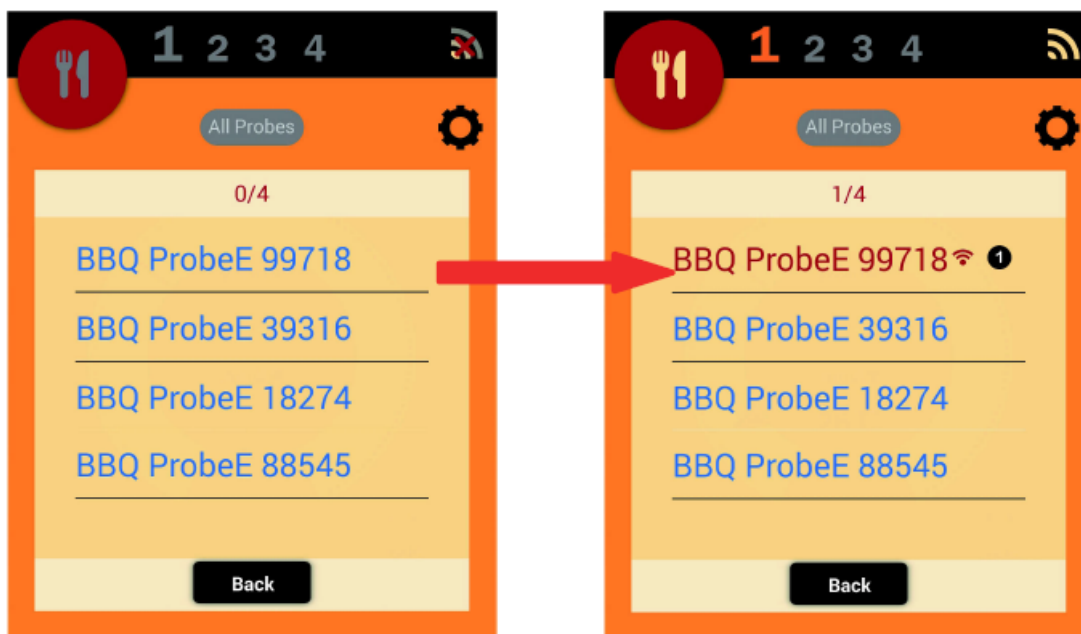 1 2 3 4
All Probes
0/4
BBQ ProbeE 99718
BBQ ProbeE 39316
BBQ ProbeE 18274
BBQ ProbeE 88545
Back
1 2 3 4
All Probes
1/4
BBQ ProbeE 99718 1
BBQ ProbeE 39316
BBQ ProbeE 18274
BBQ ProbeE 88545
Back